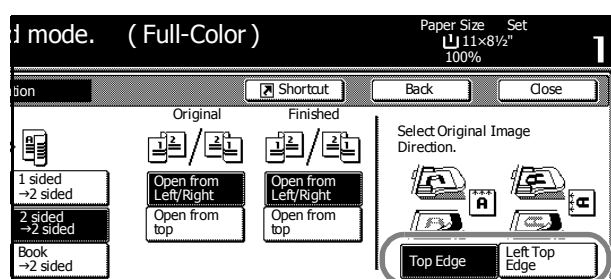 d mode. ( Full-Color )
Paper Size Set
11×8½"
100%
1
tion
Shortcut
Back
Close
Original
Finished
Select Original Image
Direction.
1 sided
→2 sided
2 sided
→2 sided
Book
→2 sided
Open from
Left/Right
Open from
top
Open from
Left/Right
Open from
top
Top Edge
Left Top
Edge